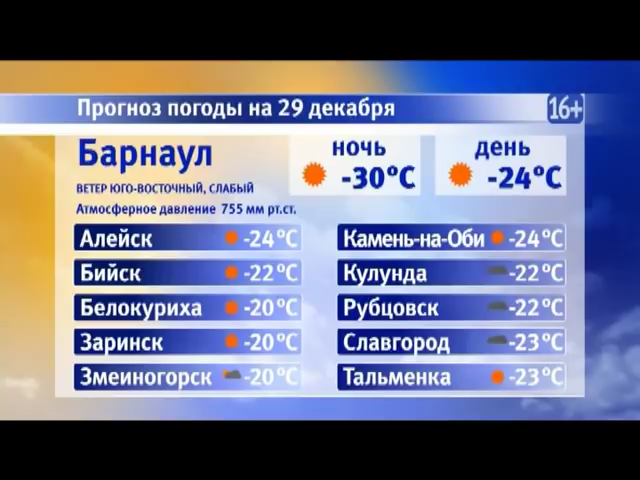 Прогноз погоды на 29 декабря 16+
Барнаул
ночь
-30°C
день
-24°C
ВЕТЕР ЮГО-ВОСТОЧНЫЙ, СЛАБЫЙ
Атмосферное давление 755 мм рт.ст.
Алейск -24°C
Бийск -22°C
Белокуриха -20°C
Заринск -20°C
Змеиногорск -20°C
Камень-на-Оби -24°C
Кулунда -22°C
Рубцовск -22°C
Славгород -23°C
Тальменка -23°C